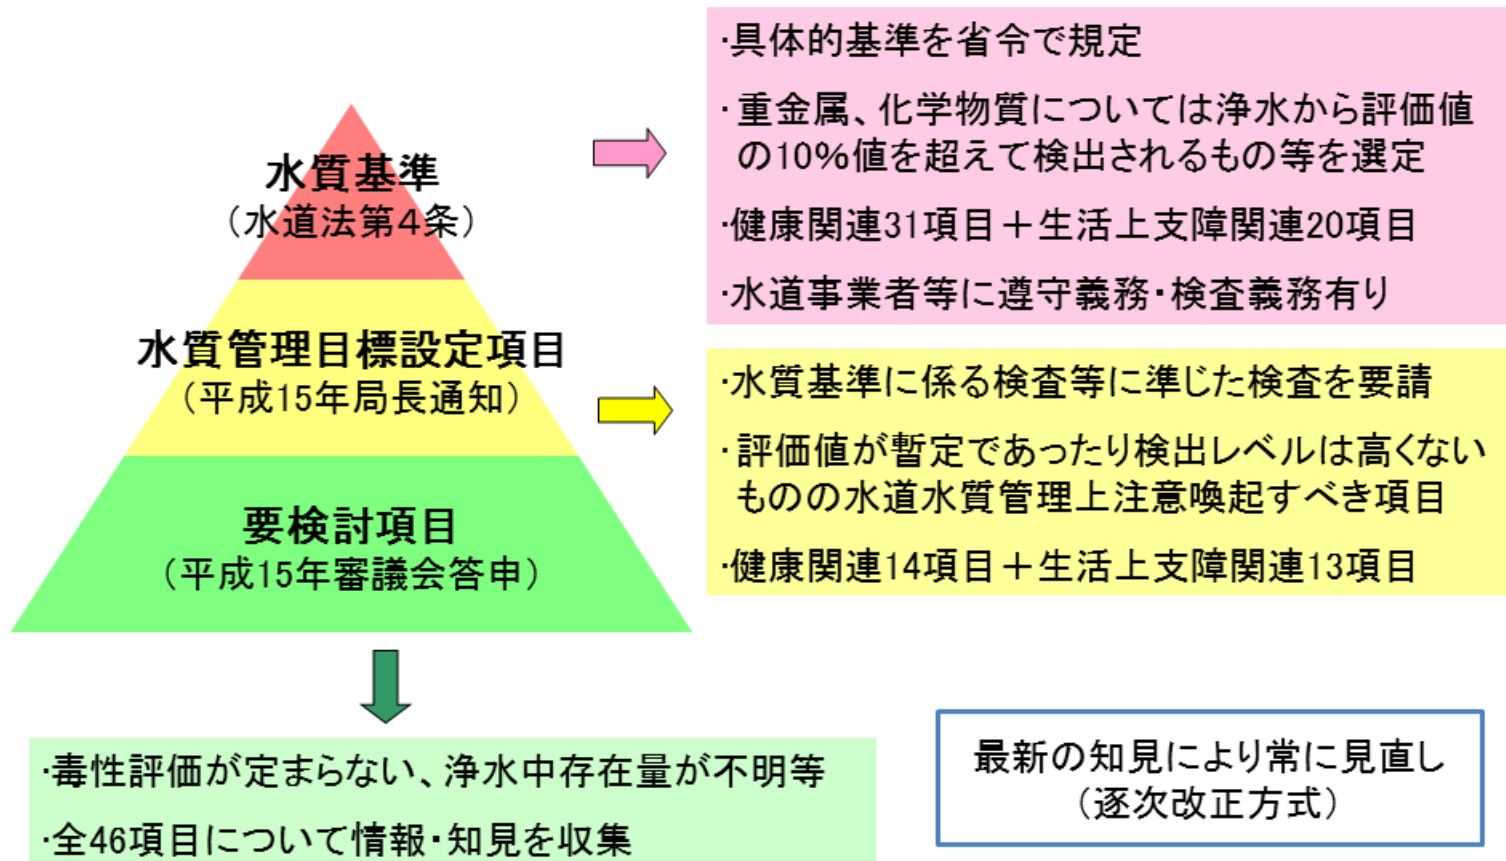 水質基準
（水道法第４条）
・具体的基準を省令で規定
・重金属、化学物質については浄水から評価値
の10％値を超えて検出されるもの等を選定
・健康関連31項目＋生活上支障関連20項目
・水道事業者等に遵守義務・検査義務有り
水質管理目標設定項目
（平成15年局長通知）
・水質基準に係る検査等に準じた検査を要請
・評価値が暫定であったり検出レベルは高くない
ものの水道水質管理上注意喚起すべき項目
・健康関連14項目＋生活上支障関連13項目
要検討項目
（平成15年審議会答申）
・毒性評価が定まらない、浄水中存在量が不明等
・全46項目について情報・知見を収集
最新の知見により常に見直し
（逐次改正方式）